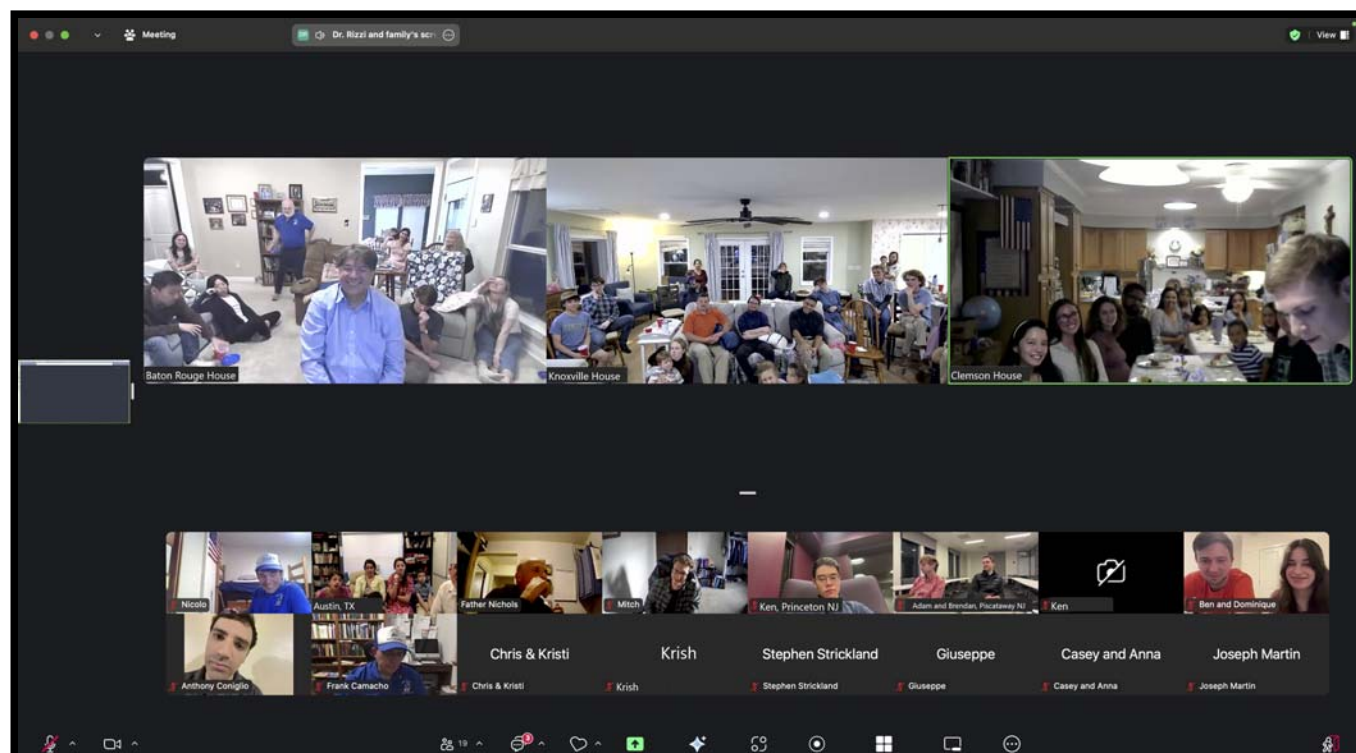 Meeting
Dr. Rizzi and family's scr
View
Baton Rouge House
Knoxville House
Clemson House
Nicolo
Austin, TX
Father Nichols
Mitch
Ken, Princeton NJ
Adam and Brendan, Piscataway NJ
Ken
Ben and Dominique
Anthony Coniglio
Frank Camacho
Chris & Kristi
Chris & Kristi
Krish
Krish
Stephen Strickland
Stephen Strickland
Giuseppe
Giuseppe
Casey and Anna
Casey and Anna
Joseph Martin
Joseph Martin
19
3